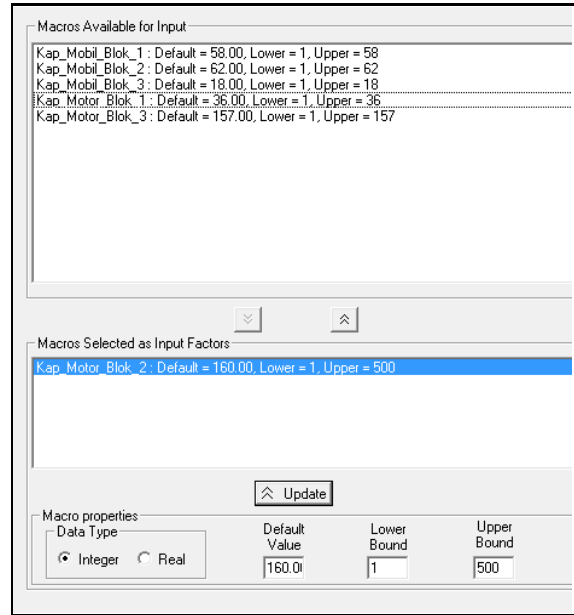 Macros Available for Input
Kap_Mobil_Blok_1 : Default = 58.00, Lower = 1, Upper = 58
Kap_Mobil_Blok_2 : Default = 62.00, Lower = 1, Upper = 62
Kap_Mobil_Blok_3 : Default = 18.00, Lower = 1, Upper = 18
Kap_Motor_Blok_1 : Default = 36.00, Lower = 1, Upper = 36
Kap_Motor_Blok_3 : Default = 157.00, Lower = 1, Upper = 157
Macros Selected as Input Factors
Kap_Motor_Blok_2 : Default = 160.00, Lower = 1, Upper = 500
Update
Macro properties
Data Type
Integer Real
Default Value
Lower Bound
Upper Bound
160.0
1
500